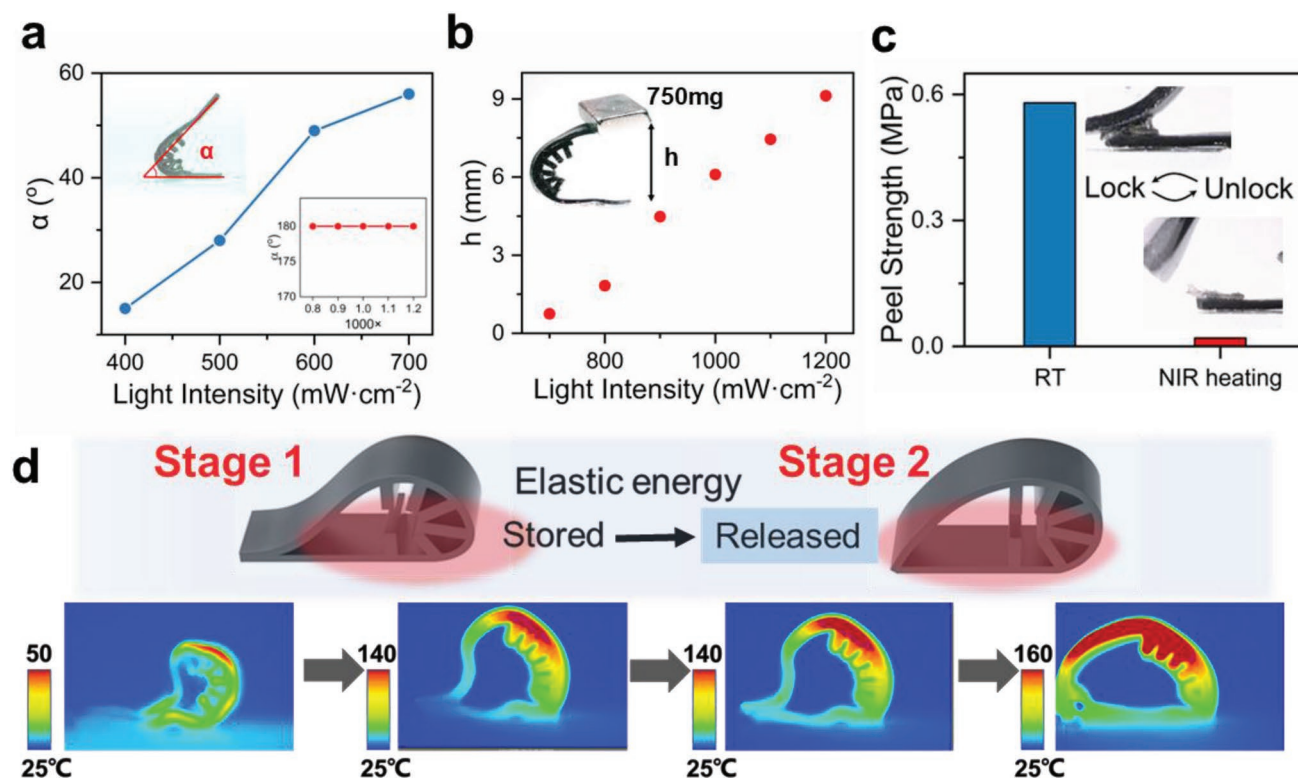 a
60
40
20
α (°)
α
180
175
170
α (°)
0.8 0.9 1.0 1.1 1.2
1000×
400 500 600 700
Light Intensity (mW·cm⁻²)
b
9
6
3
0
h (mm)
750mg
h
800 1000 1200
Light Intensity (mW·cm⁻²)
c
0.6
0.3
0.0
Peel Strength (MPa)
Lock Unlock
RT NIR heating
d
Stage 1
Elastic energy
Stored Released
Stage 2
50
25℃
140
25℃
140
25℃
160
25℃